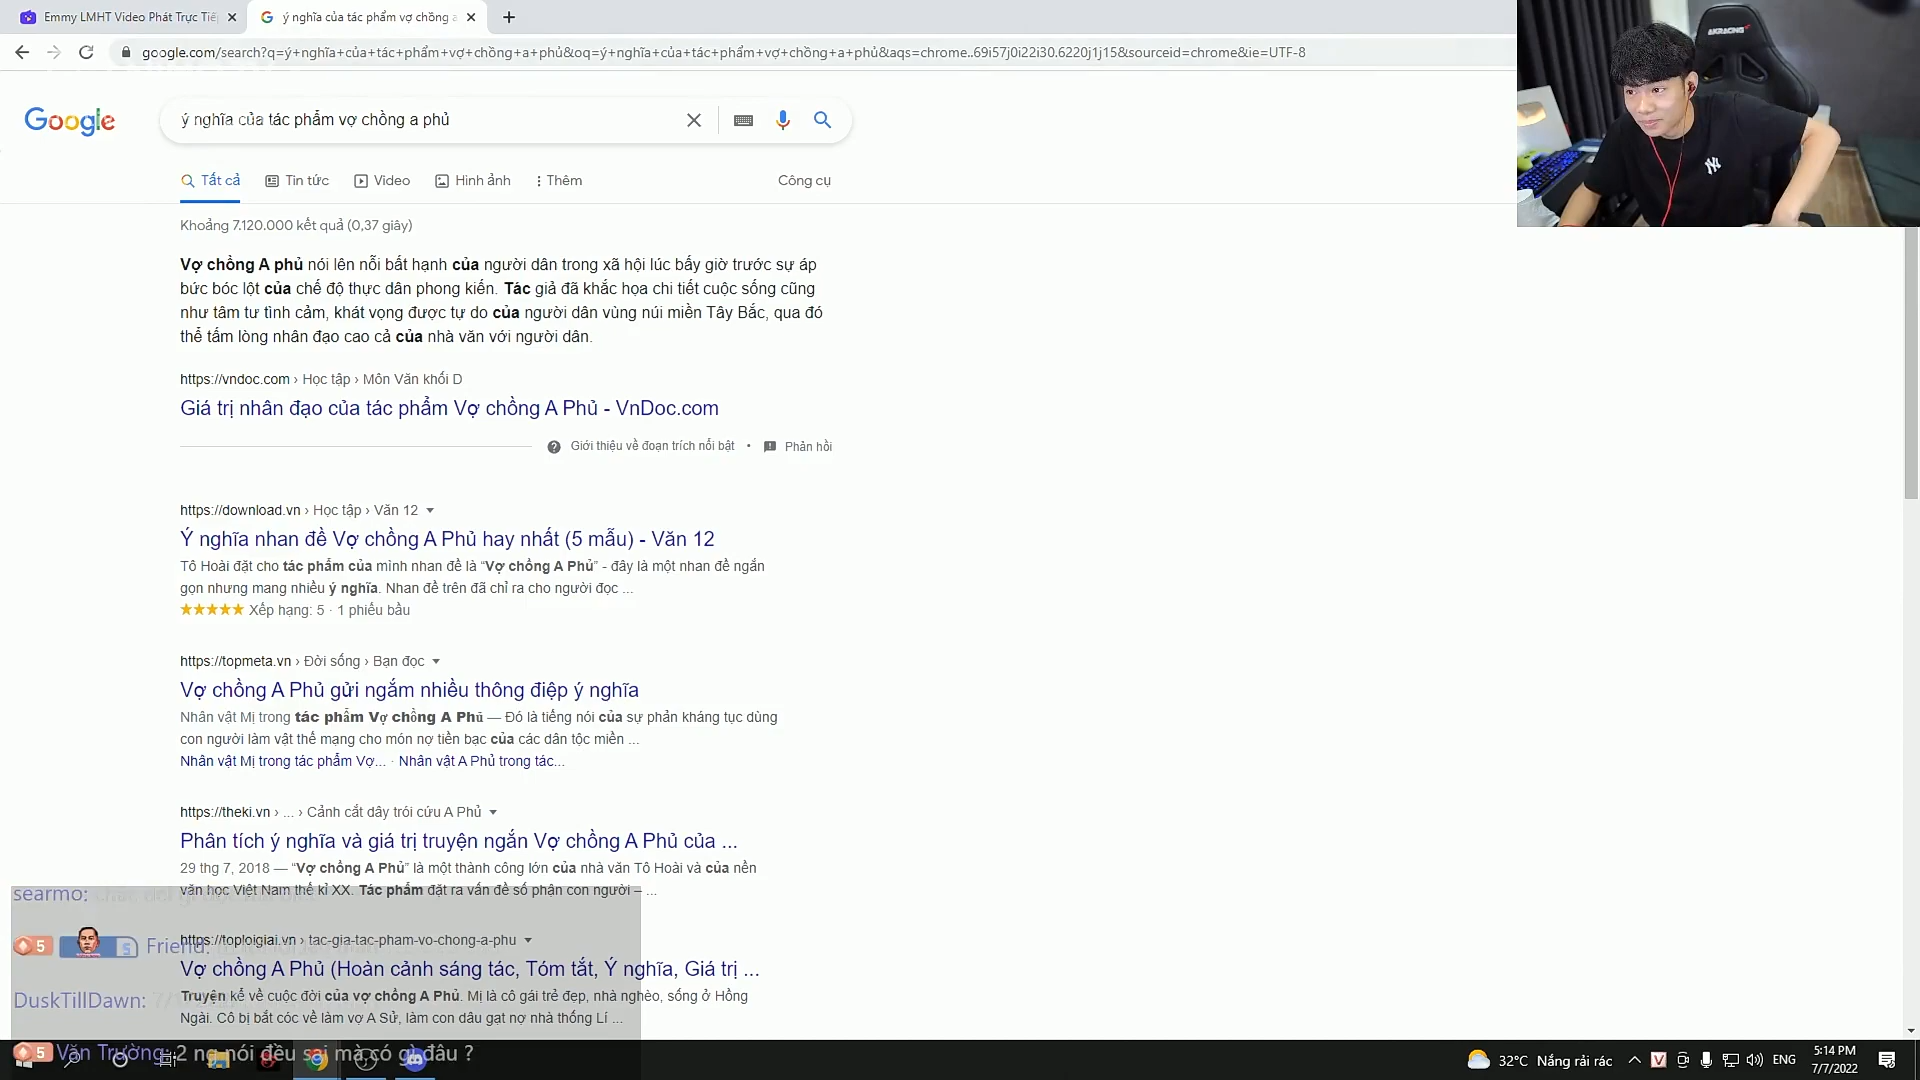 Emmy LMHT Video Phát Trực Tiế
ý nghĩa của tác phẩm vợ chồng a
google.com/search?q=ý+nghĩa+của+tác+phẩm+vợ+chồng+a+phủ&oq=ý+nghĩa+của+tác+phẩm+vợ+chồng+a+phủ&aqs=chrome..69i57j0i22i30.6220j1j15&sourceid=chrome&ie=UTF-8
AKRACING
NY
Google
ý nghĩa của tác phẩm vợ chồng a phủ
Tất cả Tin tức Video Hình ảnh Thêm Công cụ
Khoảng 7.120.000 kết quả (0,37 giây)
Vợ chồng A phủ nói lên nỗi bất hạnh của người dân trong xã hội lúc bấy giờ trước sự áp
bức bóc lột của chế độ thực dân phong kiến. Tác giả đã khắc họa chi tiết cuộc sống cũng
như tâm tư tình cảm, khát vọng được tự do của người dân vùng núi miền Tây Bắc, qua đó
thể tấm lòng nhân đạo cao cả của nhà văn với người dân.
https://vndoc.com › Học tập › Môn Văn khối D
Giá trị nhân đạo của tác phẩm Vợ chồng A Phủ - VnDoc.com
Giới thiệu về đoạn trích nổi bật • Phản hồi
https://download.vn › Học tập › Văn 12
Ý nghĩa nhan đề Vợ chồng A Phủ hay nhất (5 mẫu) - Văn 12
Tô Hoài đặt cho tác phẩm của mình nhan đề là “Vợ chồng A Phủ” - đây là một nhan đề ngắn
gọn nhưng mang nhiều ý nghĩa. Nhan đề trên đã chỉ ra cho người đọc ...
★★★★★ Xếp hạng: 5 · 1 phiếu bầu
https://topmeta.vn › Đời sống › Bạn đọc
Vợ chồng A Phủ gửi ngắm nhiều thông điệp ý nghĩa
Nhân vật Mị trong tác phẩm Vợ chồng A Phủ — Đó là tiếng nói của sự phản kháng tục dùng
con người làm vật thế mạng cho món nợ tiền bạc của các dân tộc miền ...
Nhân vật Mị trong tác phẩm Vợ... · Nhân vật A Phủ trong tác...
https://theki.vn › ... › Cảnh cắt dây trói cứu A Phủ
Phân tích ý nghĩa và giá trị truyện ngắn Vợ chồng A Phủ của ...
29 thg 7, 2018 — “Vợ chồng A Phủ” là một thành công lớn của nhà văn Tô Hoài và của nền
văn học Việt Nam thế kỉ XX. Tác phẩm đặt ra vấn đề số phận con người – ...
searmo:
https://toploigiai.vn › tac-gia-tac-pham-vo-chong-a-phu
5 S Friend:
Vợ chồng A Phủ (Hoàn cảnh sáng tác, Tóm tắt, Ý nghĩa, Giá trị ...
Truyện kể về cuộc đời của vợ chồng A Phủ. Mị là cô gái trẻ đẹp, nhà nghèo, sống ở Hồng
DuskTillDawn:
Ngài. Cô bị bắt cóc về làm vợ A Sử, làm con dâu gạt nợ nhà thống Lí ...
5 Văn Trường: 2 ng nói đều sai mà có gì đâu ?
32°C Nắng rải rác V ENG
5:14 PM
7/7/2022